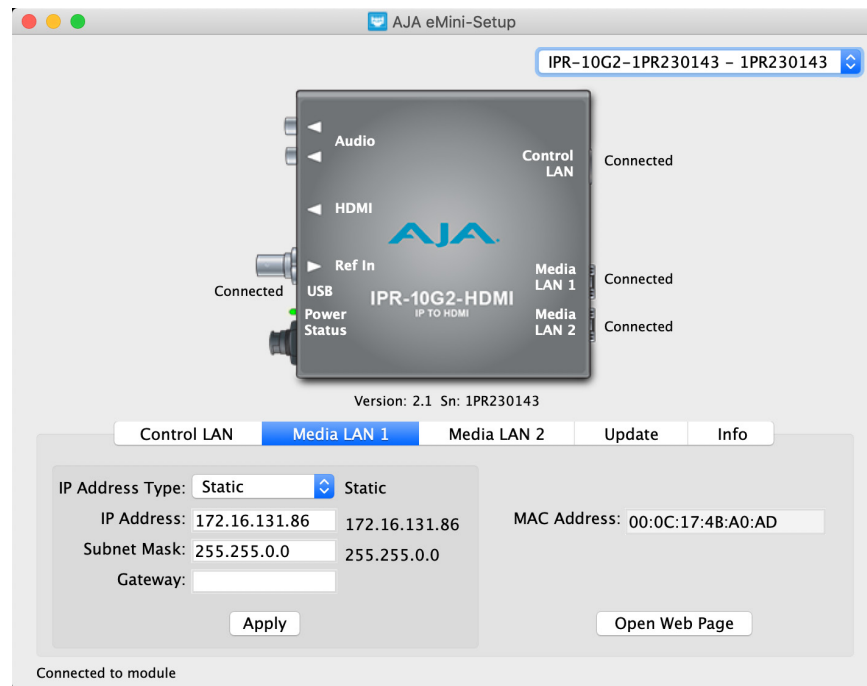 AJA eMini-Setup
IPR-10G2-1PR230143 - 1PR230143
Audio
Control
LAN
Connected
HDMI
AJA
Ref In
Connected
USB
Media
LAN 1
Connected
IPR-10G2-HDMI
IP TO HDMI
Power
Status
Media
LAN 2
Connected
Version: 2.1 Sn: 1PR230143
Control LAN Media LAN 1 Media LAN 2 Update Info
IP Address Type: Static Static
IP Address: 172.16.131.86 172.16.131.86
MAC Address: 00:0C:17:4B:A0:AD
Subnet Mask: 255.255.0.0 255.255.0.0
Gateway:
Apply
Open Web Page
Connected to module